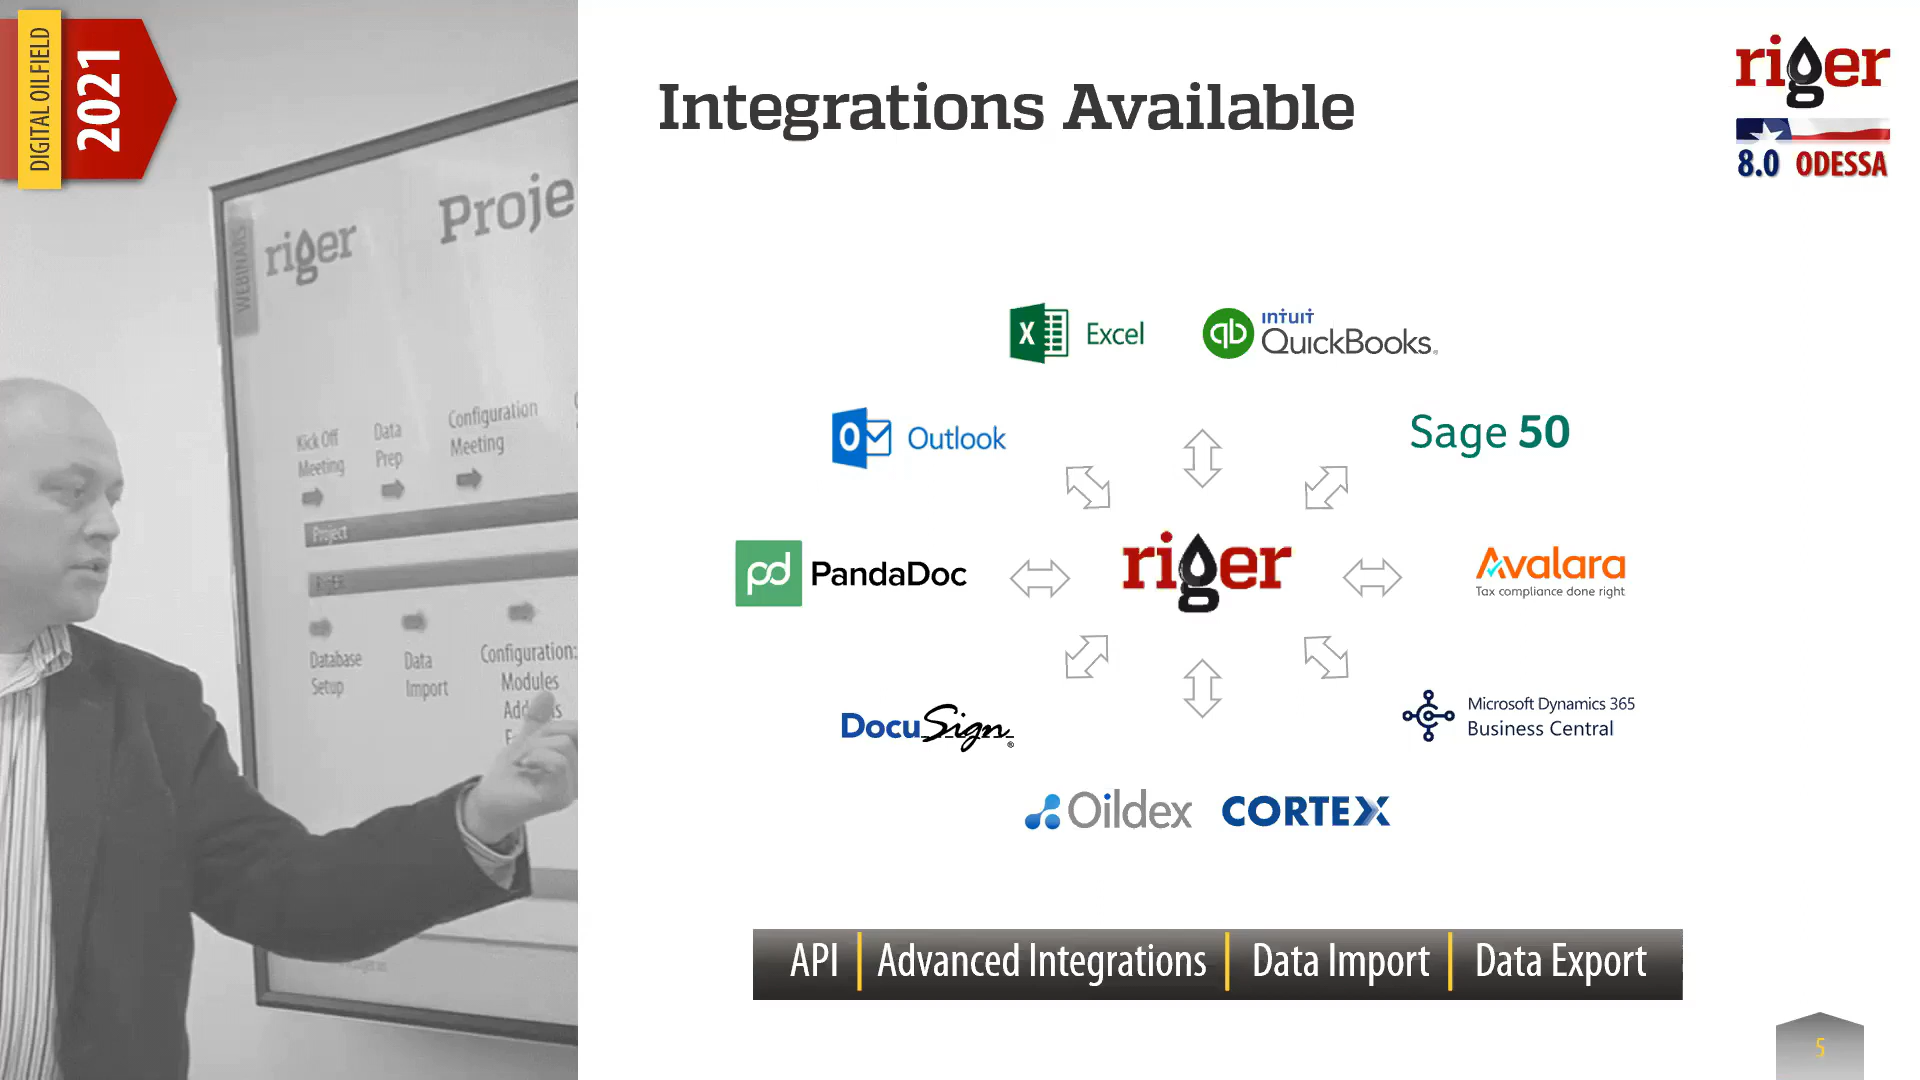 DIGITAL OILFIELD
2021
Integrations Available
riger
8.0 ODESSA
WEBINARS
riger
Proje
Kick Off
Meeting
Data
Prep
Configuration
Meeting
Project
RigER
Database
Setup
Data
Import
Configuration:
Modules
Excel
INTUIT
QuickBooks
Outlook
Sage 50
PandaDoc
riger
Avalara
Tax compliance done right
DocuSign
Microsoft Dynamics 365
Business Central
Oildex
CORTEX
API | Advanced Integrations | Data Import | Data Export
5